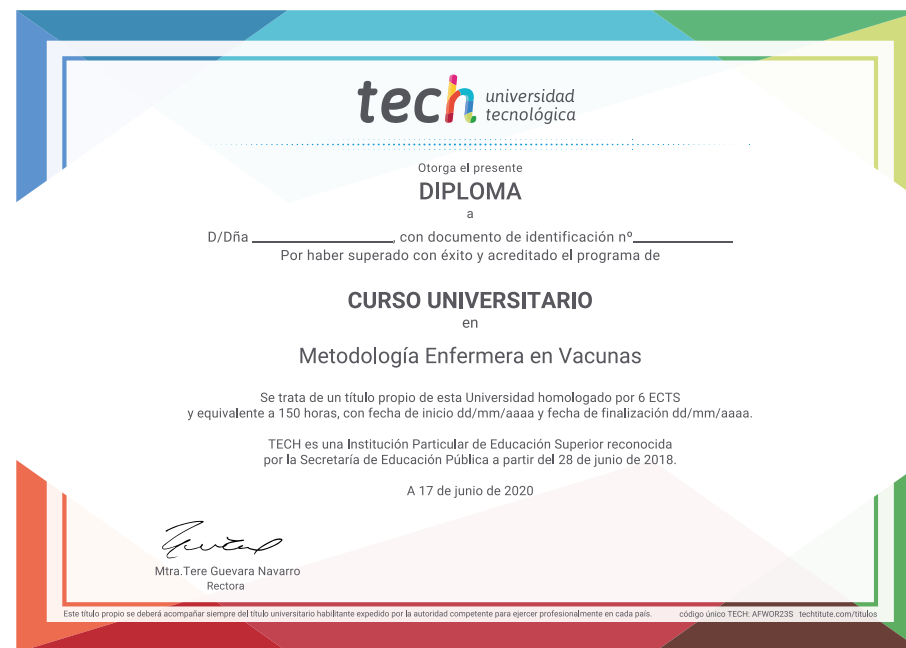 tech universidad
tecnológica
Otorga el presente
DIPLOMA
a
D/Dña ____________________, con documento de identificación nº______________
Por haber superado con éxito y acreditado el programa de
CURSO UNIVERSITARIO
en
Metodología Enfermera en Vacunas
Se trata de un título propio de esta Universidad homologado por 6 ECTS
y equivalente a 150 horas, con fecha de inicio dd/mm/aaaa y fecha de finalización dd/mm/aaaa.
TECH es una Institución Particular de Educación Superior reconocida
por la Secretaría de Educación Pública a partir del 28 de junio de 2018.
A 17 de junio de 2020
Mtra.Tere Guevara Navarro
Rectora
Este título propio se deberá acompañar siempre del título universitario habilitante expedido por la autoridad competente para ejercer profesionalmente en cada país. código único TECH: AFWOR23S techtitute.com/titulos